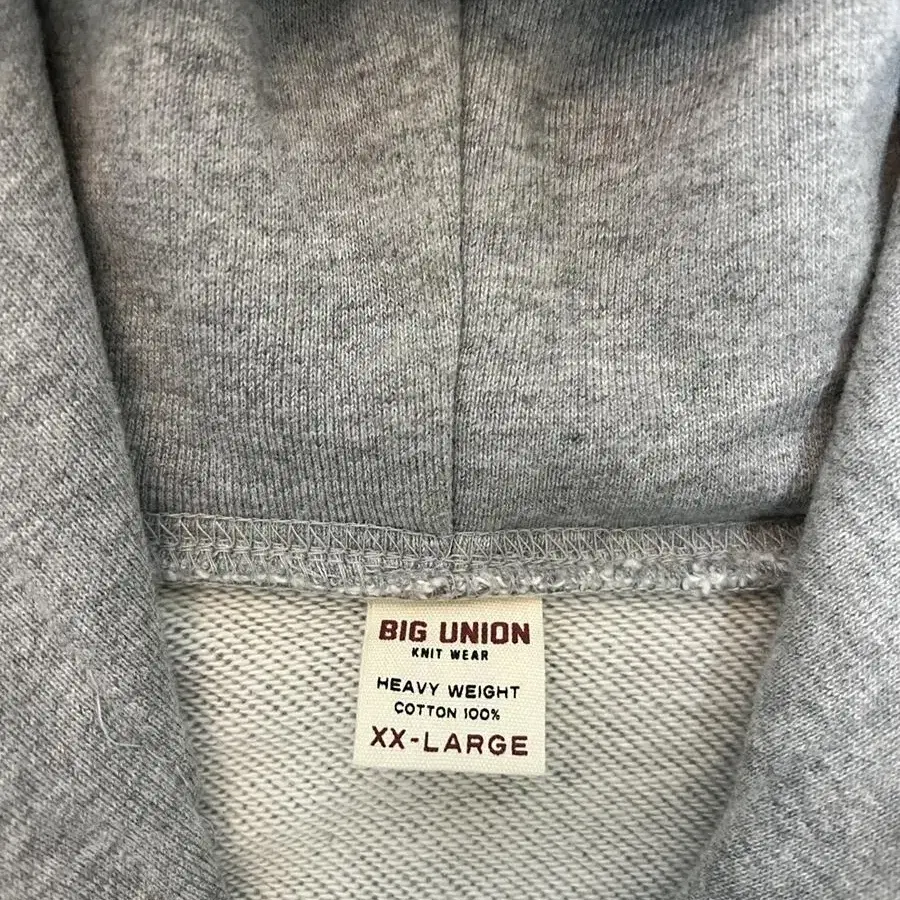 BIG UNION
KNIT WEAR
HEAVY WEIGHT
COTTON 100%
XX-LARGE